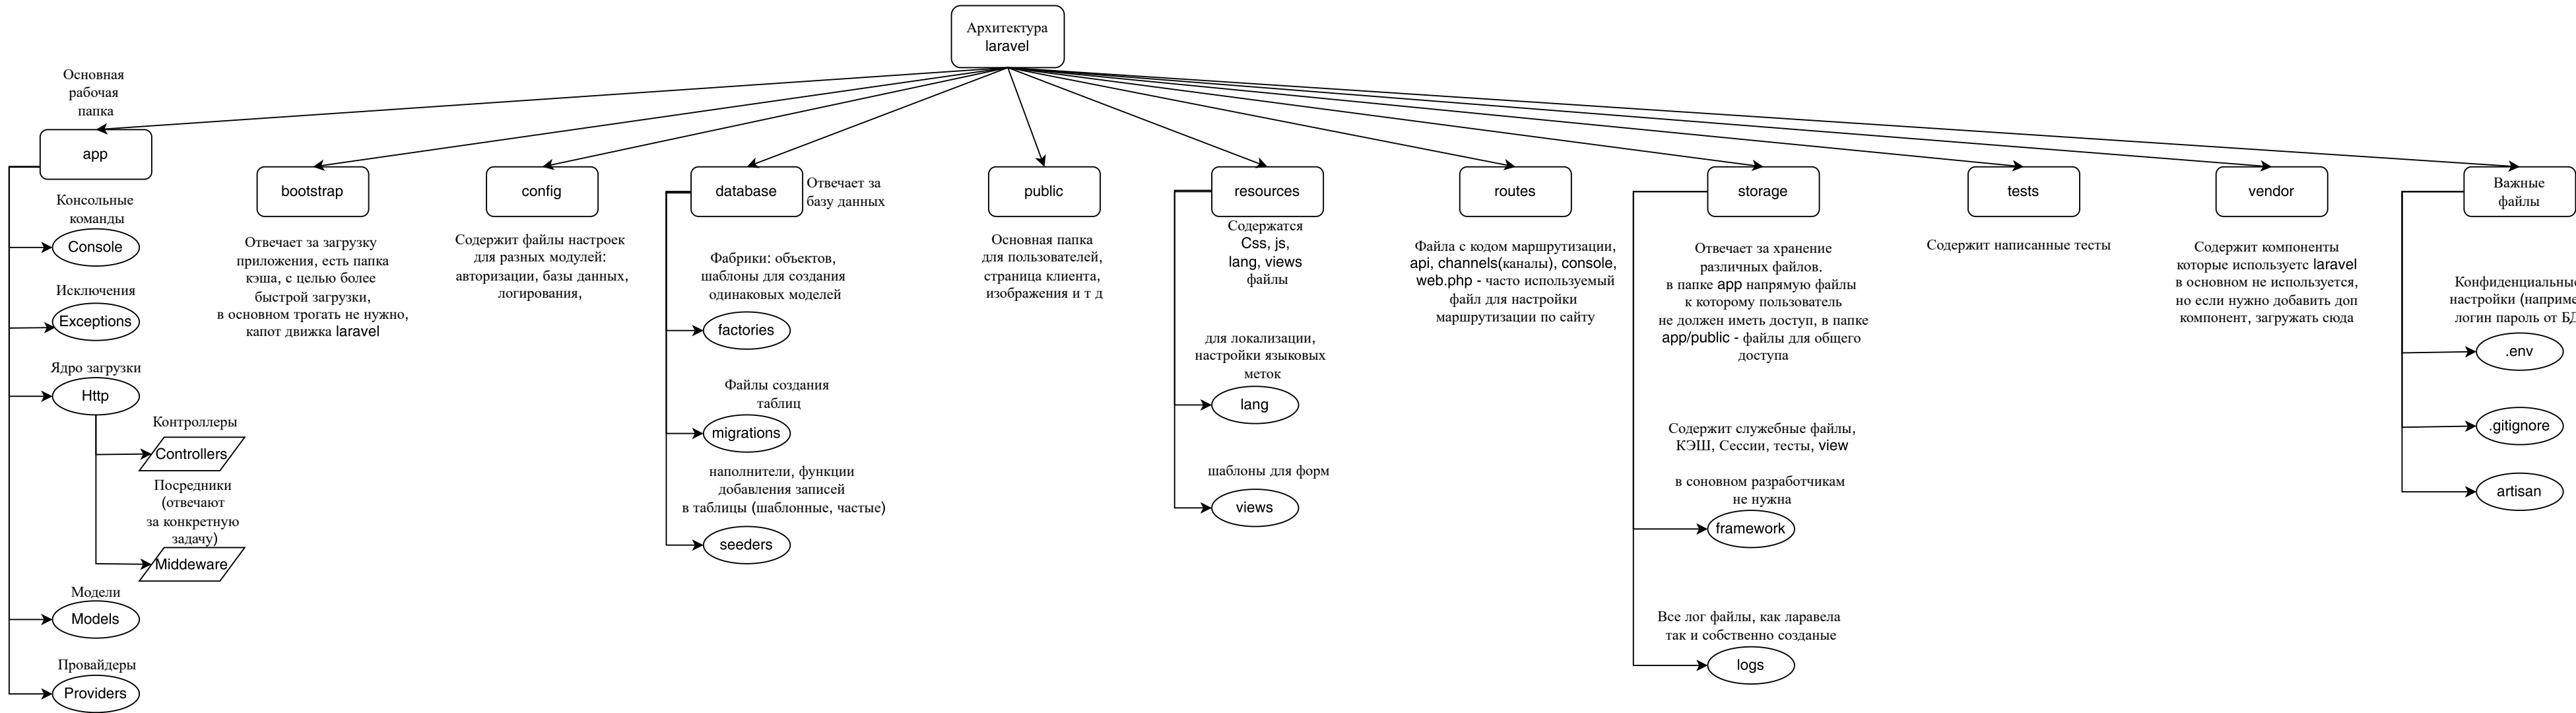 Архитектура
laravel
Основная
рабочая
папка
app
Консольные
команды
Console
Исключения
Exceptions
Ядро загрузки
Http
Контроллеры
Controllers
Посредники
(отвечают
за конкретную
задачу)
Middeware
Модели
Models
Провайдеры
Providers
bootstrap
Отвечает за загрузку
приложения, есть папка
кэша, с целью более
быстрой загрузки,
в основном трогать не нужно,
капот движка laravel
config
Содержит файлы настроек
для разных модулей:
авторизации, базы данных,
логирования,
database
Отвечает за
базу данных
Фабрики: объектов,
шаблоны для создания
одинаковых моделей
factories
Файлы создания
таблиц
migrations
наполнители, функции
добавления записей
в таблицы (шаблонные, частые)
seeders
public
Основная папка
для пользователей,
страница клиента,
изображения и т д
resources
Содержатся
Css, js,
lang, views
файлы
для локализации,
настройки языковых
меток
lang
шаблоны для форм
views
routes
Файла с кодом маршрутизации,
api, channels(каналы), console,
web.php - часто используемый
файл для настройки
маршрутизации по сайту
storage
Отвечает за хранение
различных файлов.
в папке app напрямую файлы
к которому пользователь
не должен иметь доступ, в папке
app/public - файлы для общего
доступа
Содержит служебные файлы,
КЭШ, Сессии, тесты, view
в соновном разработчикам
не нужна
framework
Все лог файлы, как ларавела
так и собственно созданые
logs
tests
Содержит написанные тесты
vendor
Содержит компоненты
которые используетс laravel
в основном не используется,
но если нужно добавить доп
компонент, загружать сюда
Важные
файлы
Конфиденциальные
настройки (наприме
логин пароль от БД
.env
.gitignore
artisan